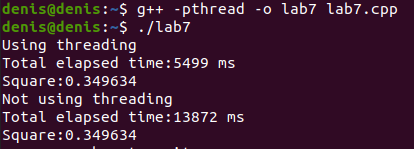 denis@denis:~$ g++ -pthread -o lab7 lab7.cpp
denis@denis:~$ ./lab7
Using threading
Total elapsed time:5499 ms
Square:0.349634
Not using threading
Total elapsed time:13872 ms
Square:0.349634